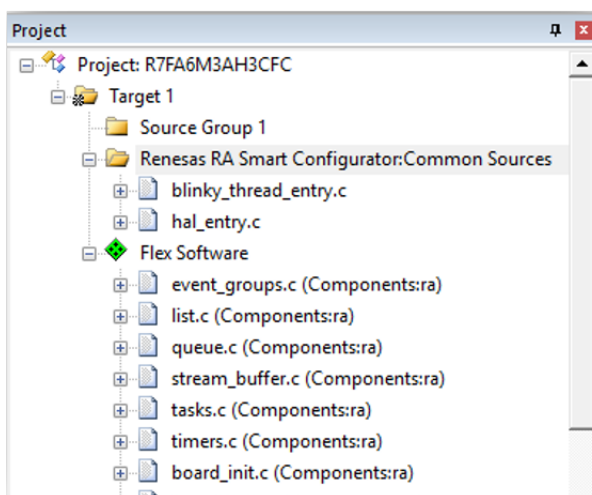 Project
Project: R7FA6M3AH3CFC
Target 1
Source Group 1
Renesas RA Smart Configurator:Common Sources
blinky_thread_entry.c
hal_entry.c
Flex Software
event_groups.c (Components:ra)
list.c (Components:ra)
queue.c (Components:ra)
stream_buffer.c (Components:ra)
tasks.c (Components:ra)
timers.c (Components:ra)
board_init.c (Components:ra)